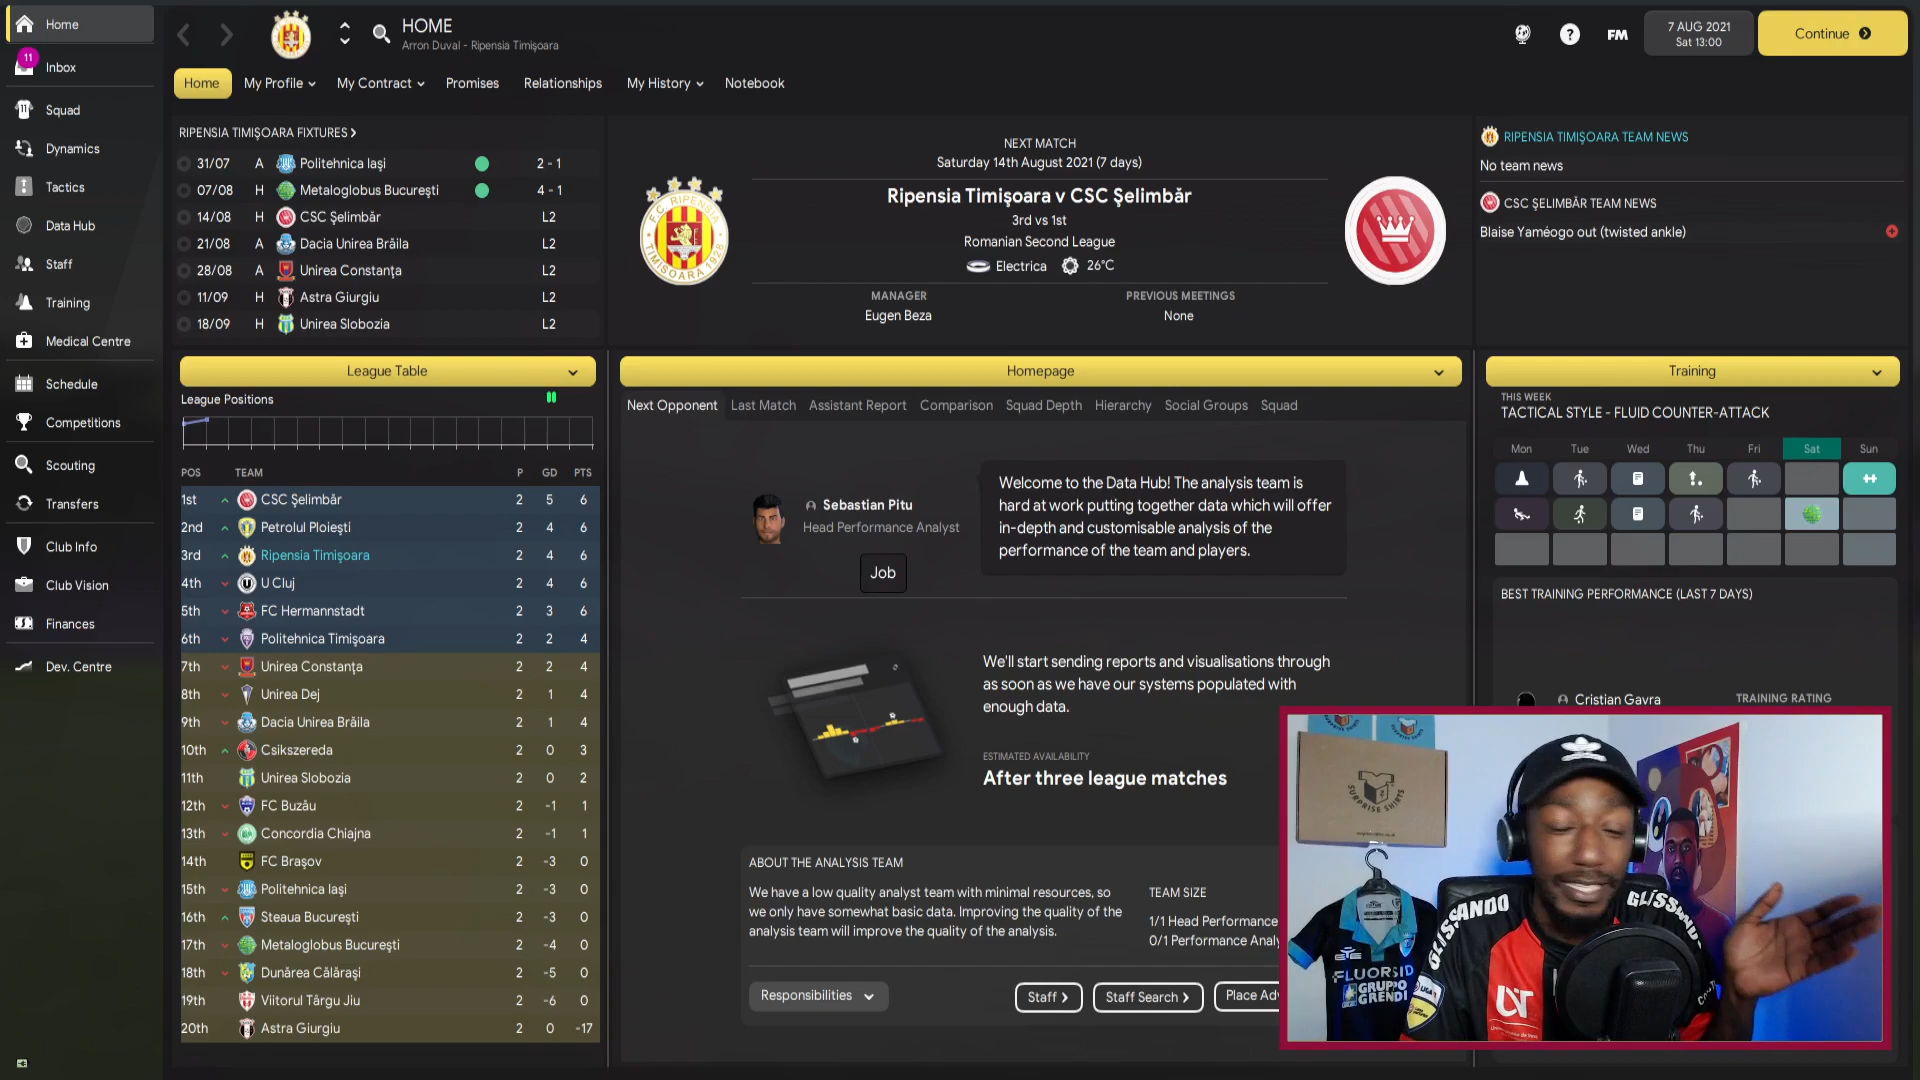 Home
11
Inbox
Squad
Dynamics
Tactics
Data Hub
Staff
Training
Medical Centre
Schedule
Competitions
Scouting
Transfers
Club Info
Club Vision
Finances
Dev. Centre
HOME
Arron Duval - Ripensia Timişoara
FM
7 AUG 2021
Sat 13:00
Continue
Home My Profile My Contract Promises Relationships My History Notebook
RIPENSIA TIMIŞOARA FIXTURES
31/07 A Politehnica Iaşi 2 - 1
07/08 H Metaloglobus Bucureşti 4 - 1
14/08 H CSC Şelimbăr L2
21/08 A Dacia Unirea Brăila L2
28/08 A Unirea Constanţa L2
11/09 H Astra Giurgiu L2
18/09 H Unirea Slobozia L2
NEXT MATCH
Saturday 14th August 2021 (7 days)
Ripensia Timişoara v CSC Şelimbăr
3rd vs 1st
Romanian Second League
Electrica 26°C
MANAGER
Eugen Beza
PREVIOUS MEETINGS
None
F.C. RIPENSIA
TIMISOARA 1928
RIPENSIA TIMIŞOARA TEAM NEWS
No team news
CSC ŞELIMBĂR TEAM NEWS
Blaise Yaméogo out (twisted ankle)
League Table
League Positions
POS TEAM P GD PTS
1st CSC Şelimbăr 2 5 6
2nd Petrolul Ploieşti 2 4 6
3rd Ripensia Timişoara 2 4 6
4th U Cluj 2 4 6
5th FC Hermannstadt 2 3 6
6th Politehnica Timişoara 2 2 4
7th Unirea Constanţa 2 2 4
8th Unirea Dej 2 1 4
9th Dacia Unirea Brăila 2 1 4
10th Csikszereda 2 0 3
11th Unirea Slobozia 2 0 2
12th FC Buzău 2 -1 1
13th Concordia Chiajna 2 -1 1
14th FC Braşov 2 -3 0
15th Politehnica Iaşi 2 -3 0
16th Steaua Bucureşti 2 -3 0
17th Metaloglobus Bucureşti 2 -4 0
18th Dunărea Călăraşi 2 -5 0
19th Viitorul Târgu Jiu 2 -6 0
20th Astra Giurgiu 2 0 -17
Homepage
Next Opponent Last Match Assistant Report Comparison Squad Depth Hierarchy Social Groups Squad
Sebastian Pitu
Head Performance Analyst
Job
Welcome to the Data Hub! The analysis team is
hard at work putting together data which will offer
in-depth and customisable analysis of the
performance of the team and players.
We'll start sending reports and visualisations through
as soon as we have our systems populated with
enough data.
ESTIMATED AVAILABILITY
After three league matches
ABOUT THE ANALYSIS TEAM
We have a low quality analyst team with minimal resources, so
we only have somewhat basic data. Improving the quality of the
analysis team will improve the quality of the analysis.
TEAM SIZE
1/1 Head Performance
0/1 Performance Analy
Responsibilities
Staff
Staff Search
Place Adv
Training
THIS WEEK
TACTICAL STYLE - FLUID COUNTER-ATTACK
Mon Tue Wed Thu Fri Sat Sun
BEST TRAINING PERFORMANCE (LAST 7 DAYS)
Cristian Gavra
TRAINING RATING
SURPRISE SHIRTS
GLISSANDO
GLISSANDO
FLUORSID
GRUPPO
GRENDI